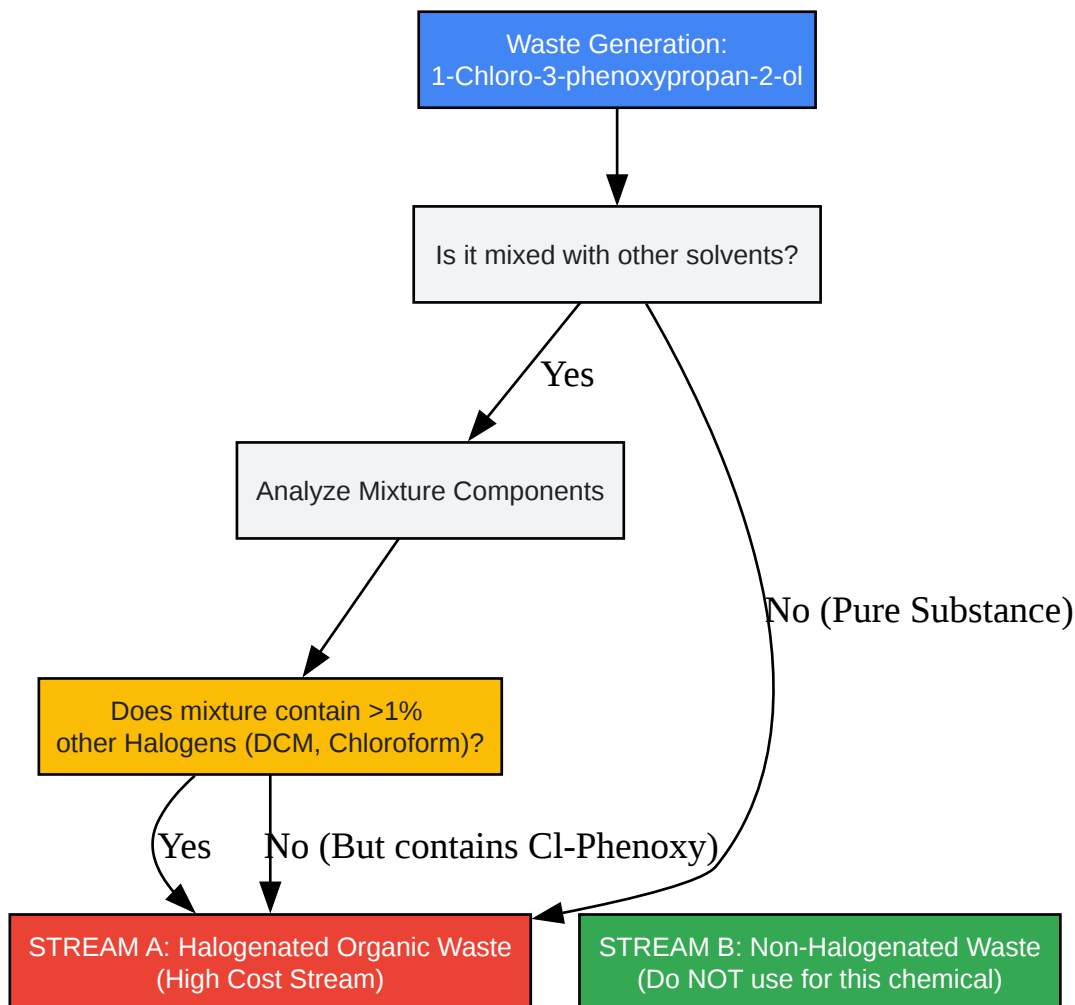 Waste Generation:
1-Chloro-3-phenoxypropan-2-ol
Is it mixed with other solvents?
Yes
Analyze Mixture Components
No (Pure Substance)
Does mixture contain >1%
other Halogens (DCM, Chloroform)?
Yes
No (But contains Cl-Phenoxy)
STREAM A: Halogenated Organic Waste
(High Cost Stream)
STREAM B: Non-Halogenated Waste
(Do NOT use for this chemical)